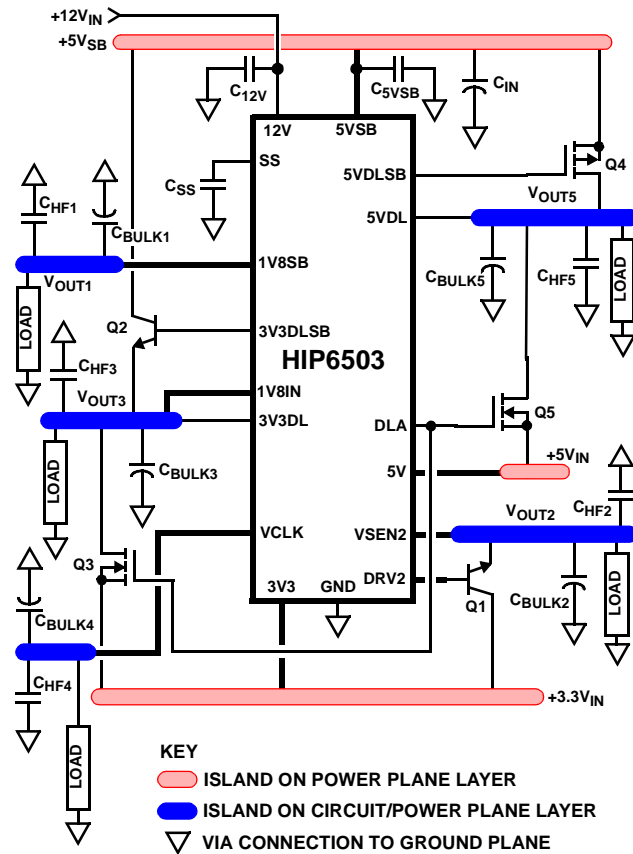 +12VIN
+5VSB
C12V
C5VSB
CIN
12V
5VSB
SS
CSS
5VDLSB
Q4
CHF1
CBULK1
VOUT5
5VDL
1V8SB
VOUT1
CBULK5
CHF5
LOAD
LOAD
Q2
3V3DLSB
HIP6503
CHF3
1V8IN
VOUT3
3V3DL
DLA
Q5
CBULK3
+5VIN
5V
LOAD
CHF2
VCLK
VSEN2
VOUT2
Q3
3V3
GND
DRV2
Q1
CBULK2
LOAD
CBULK4
CHF4
+3.3VIN
LOAD
KEY
ISLAND ON POWER PLANE LAYER
ISLAND ON CIRCUIT/POWER PLANE LAYER
VIA CONNECTION TO GROUND PLANE